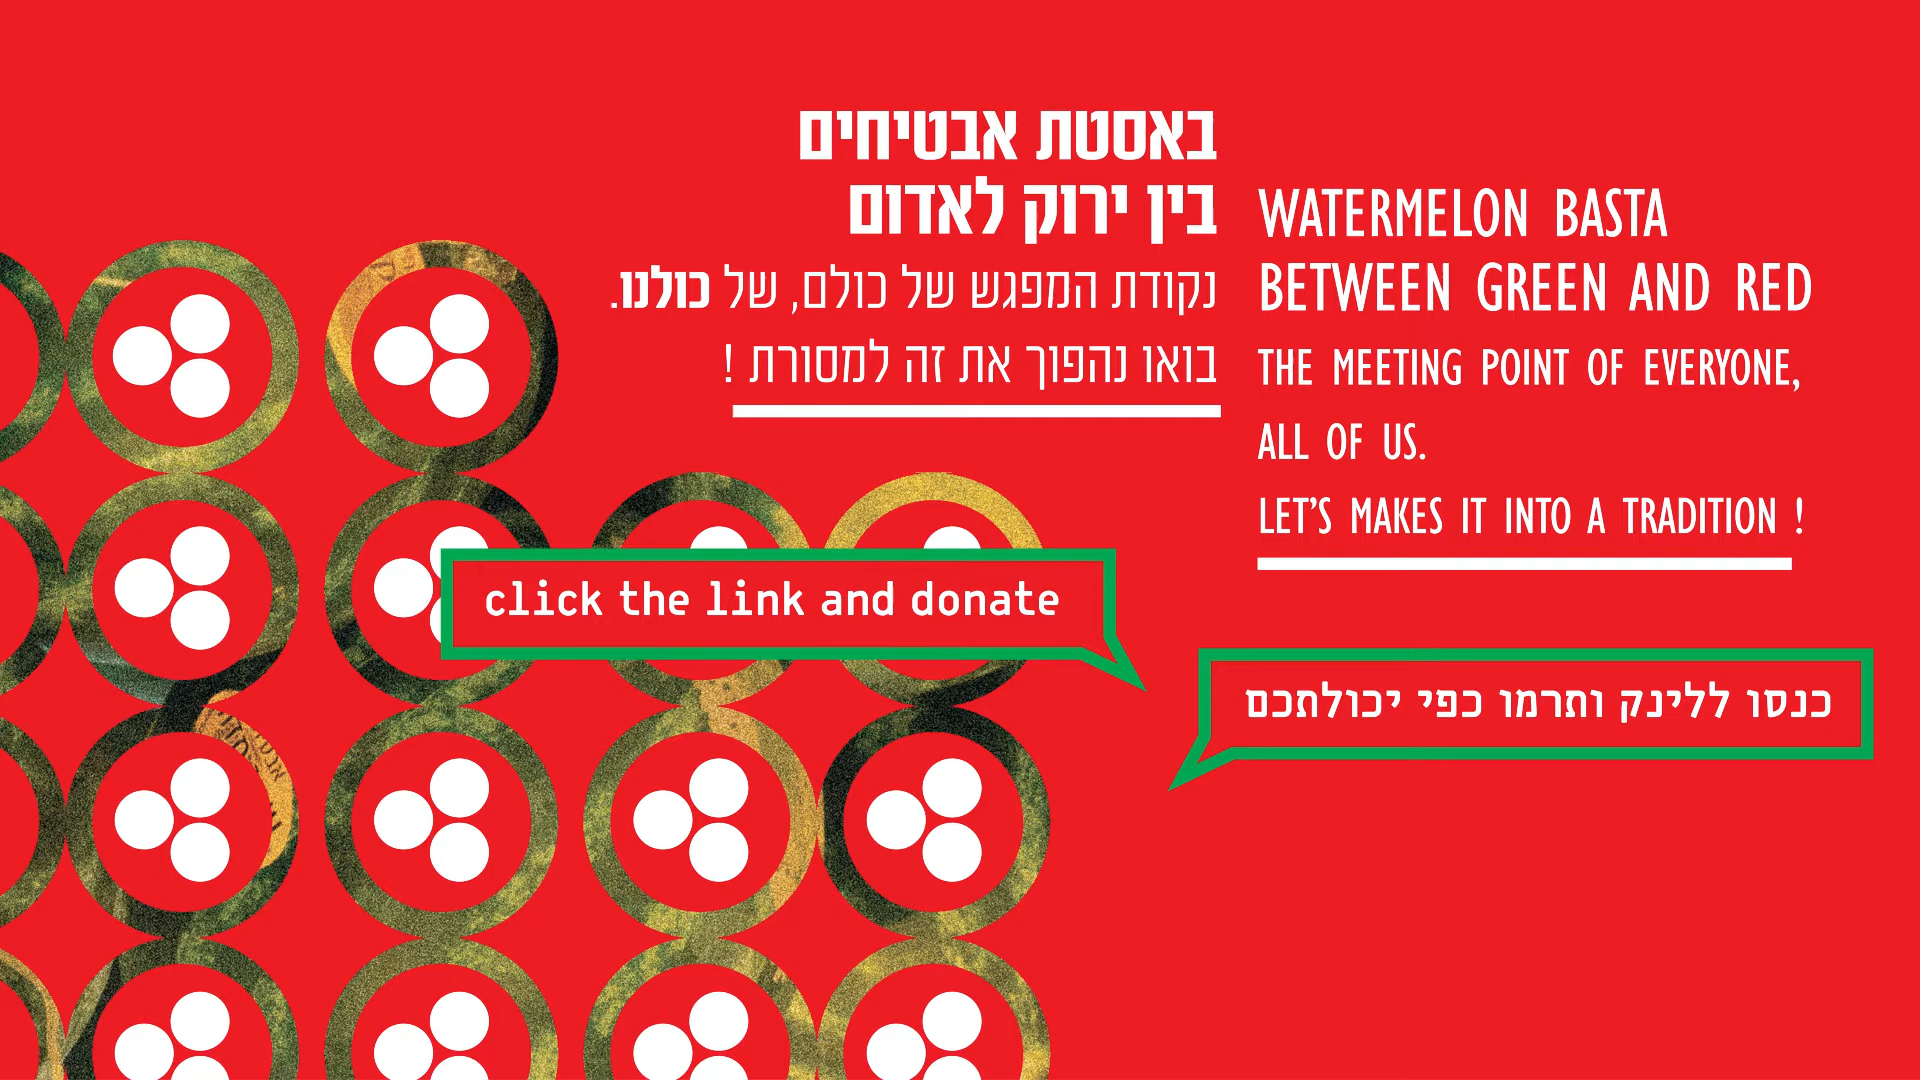 באסטת אבטיחים
בין ירוק לאדום
נקודת המפגש של כולם, של כולנו.
בואו נהפוך את זה למסורת !
WATERMELON BASTA
BETWEEN GREEN AND RED
THE MEETING POINT OF EVERYONE,
ALL OF US.
LET'S MAKES IT INTO A TRADITION !
click the link and donate
כנסו ללינק ותרמו כפי יכולתכם